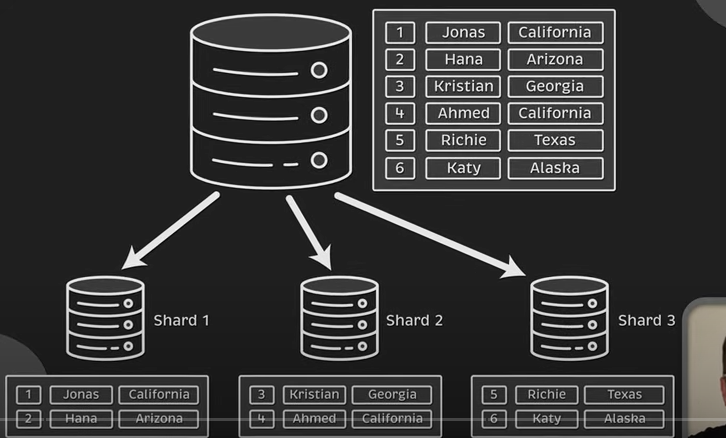 1 Jonas California
2 Hana Arizona
3 Kristian Georgia
4 Ahmed California
5 Richie Texas
6 Katy Alaska
Shard 1
Shard 2
Shard 3
1 Jonas California
2 Hana Arizona
3 Kristian Georgia
4 Ahmed California
5 Richie Texas
6 Katy Alaska